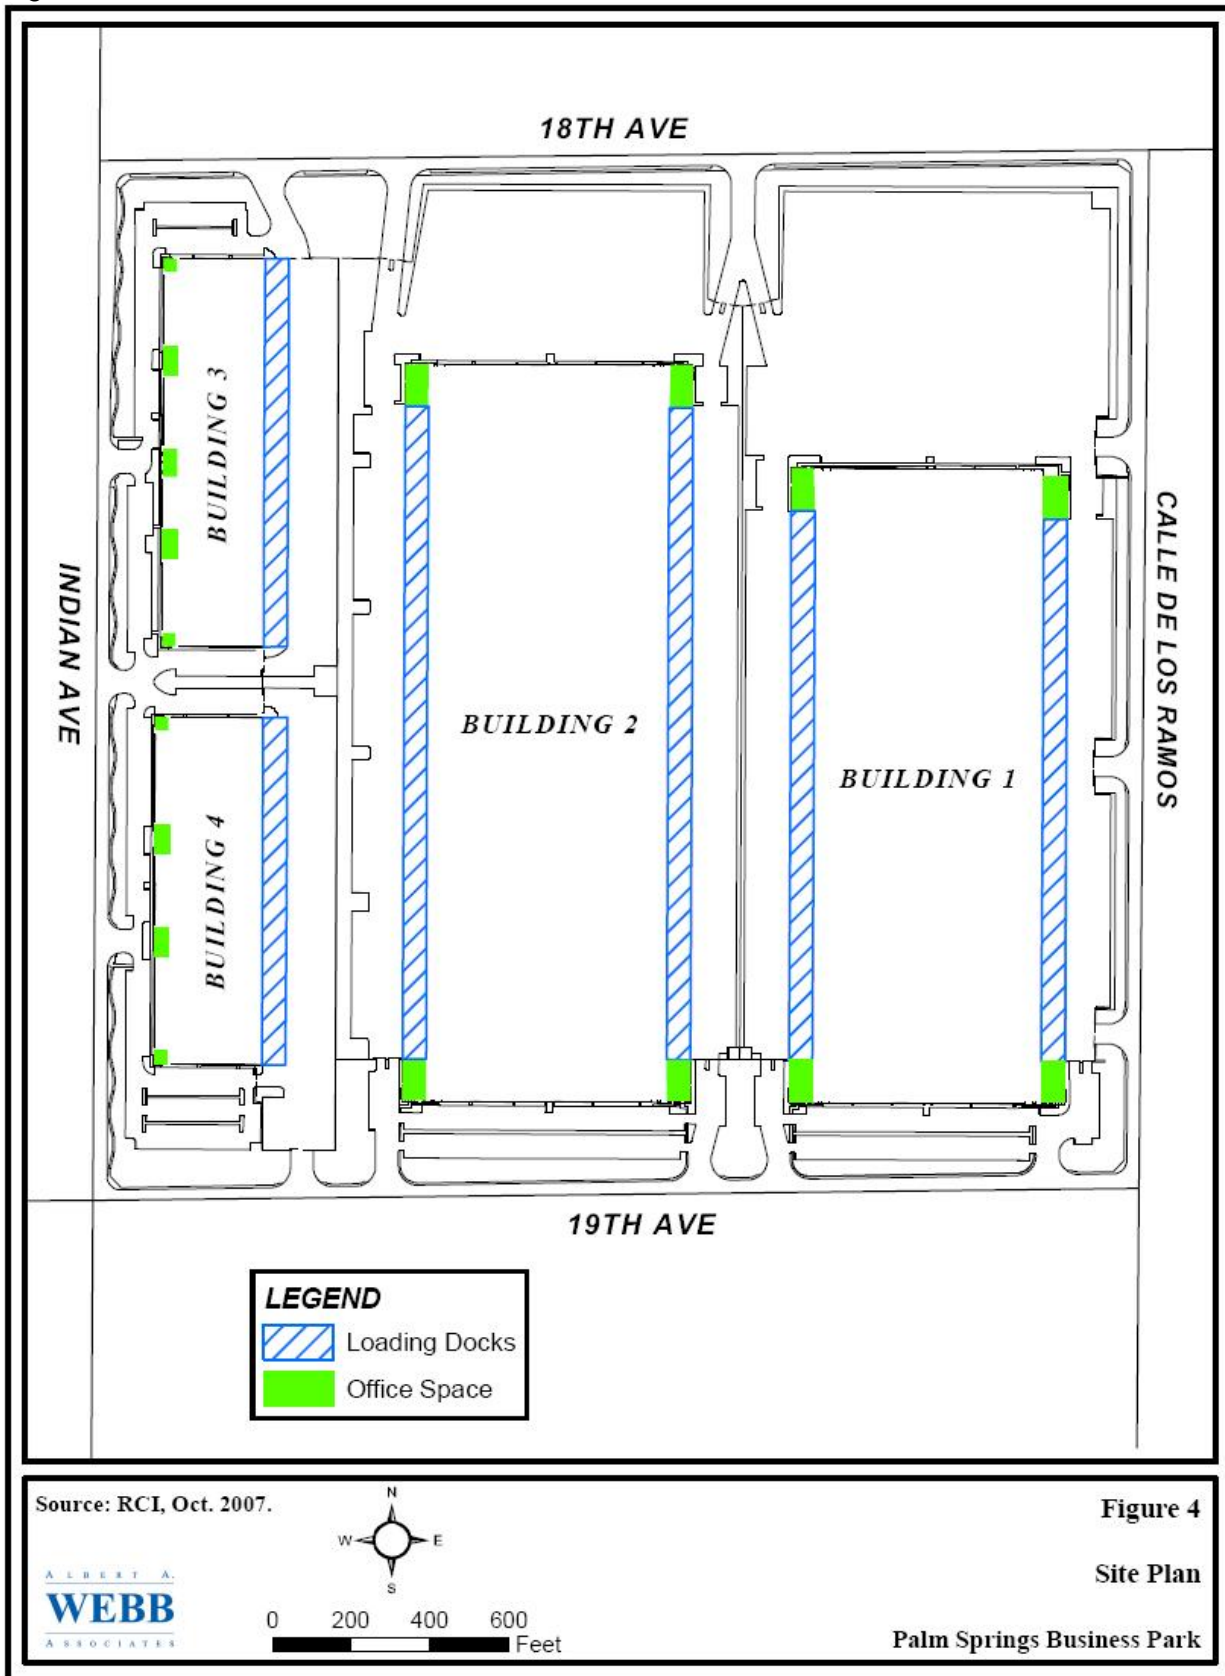 18TH AVE
BUILDING 3
INDIAN AVE
CALLE DE LOS RAMOS
BUILDING 2
BUILDING 1
BUILDING 4
19TH AVE
LEGEND
Loading Docks
Office Space
Source: RCI, Oct. 2007.
N
W E
S
Figure 4
Site Plan
ALBERT A.
WEBB
ASSOCIATES
0 200 400 600
Feet
Palm Springs Business Park